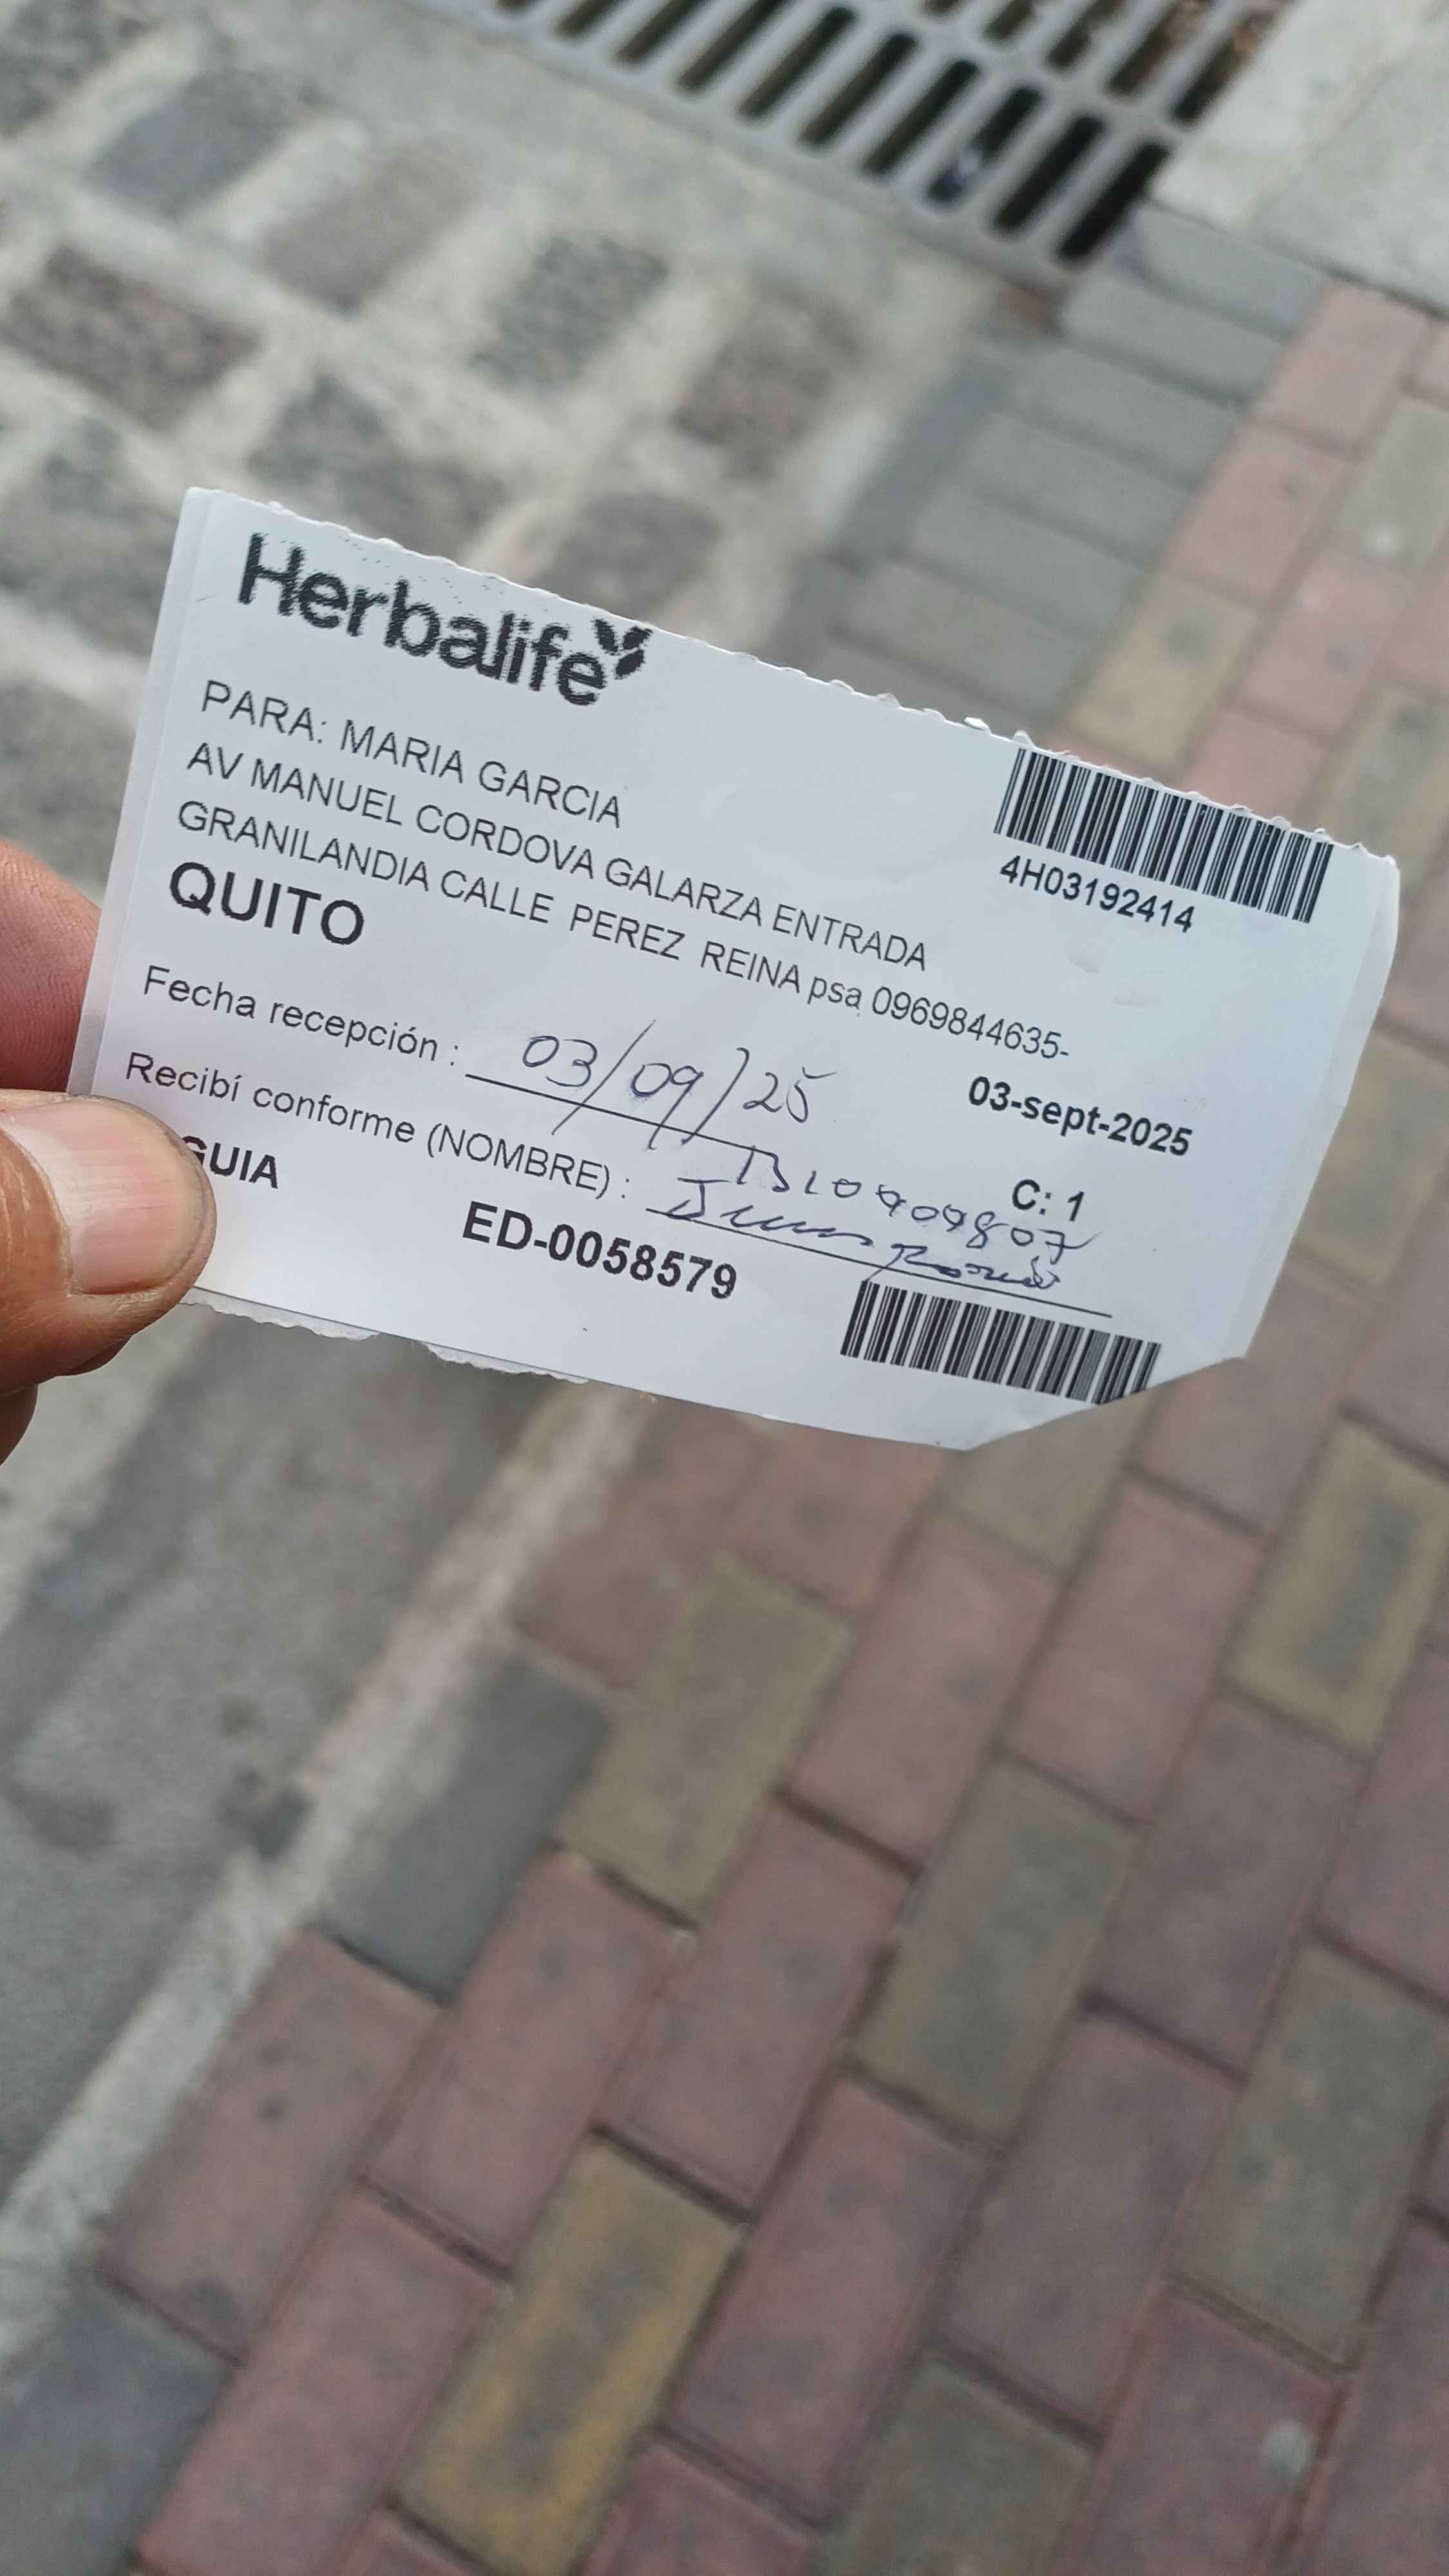 Herbalife
PARA: MARIA GARCIA
AV MANUEL CORDOVA GALARZA ENTRADA
GRANILANDIA CALLE PEREZ REINA psa 0969844635-
QUITO
4H03192414
Fecha recepción : 03/09/25
03-sept-2025
C: 1
1310909807
Recibí conforme (NOMBRE) :
GUIA
ED-0058579